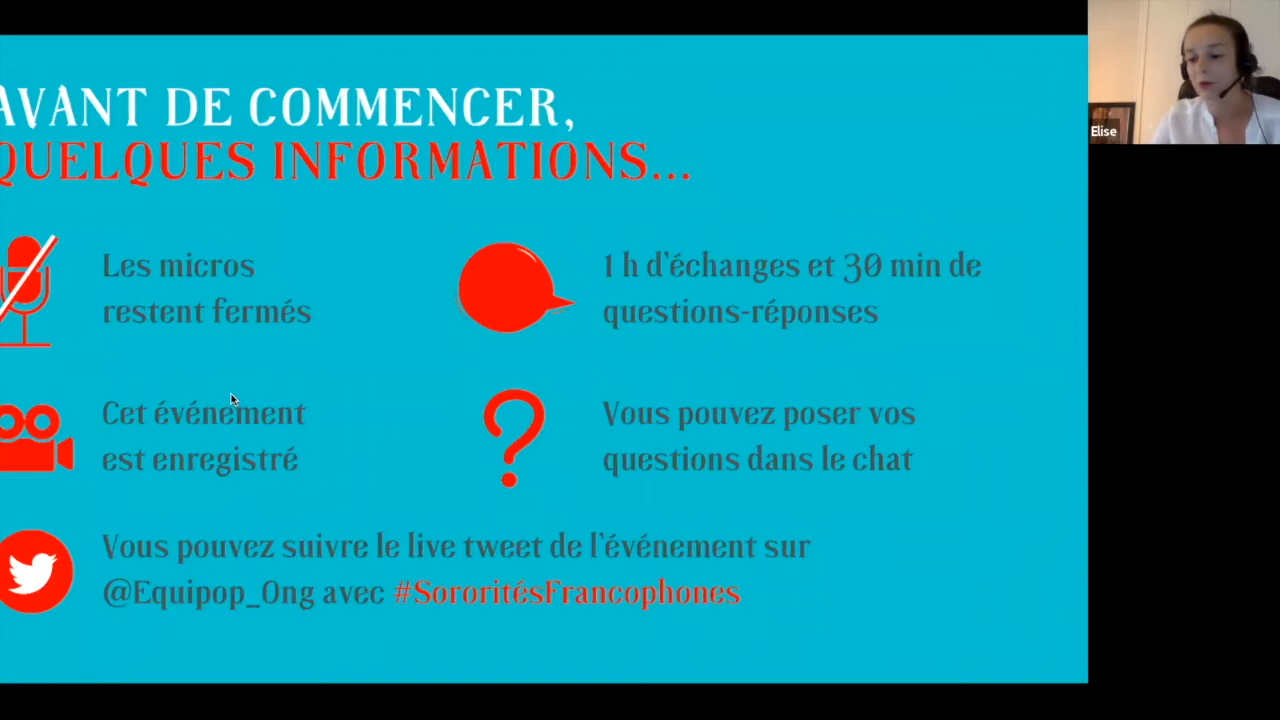 AVANT DE COMMENCER,
QUELQUES INFORMATIONS...
Les micros
restent fermés
1 h d'échanges et 30 min de
questions-réponses
Cet événement
est enregistré
Vous pouvez poser vos
questions dans le chat
Vous pouvez suivre le live tweet de l'événement sur
@Equipop_Ong avec #SororitésFrancophones
Elise